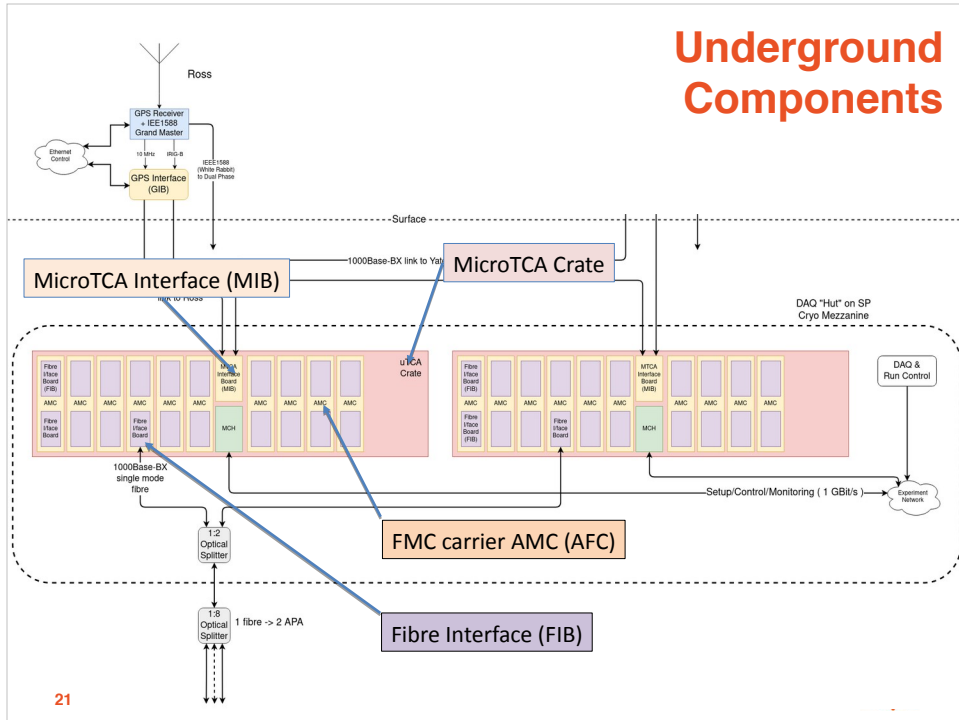 Underground
Components
Ross
GPS Receiver
+ IEE1588
Grand Master
Ethernet
Control
10 MHz
IRIG-B
IEEE1588
(White Rabbit)
to Dual Phase
GPS Interface
(GIB)
Surface
1000Base-BX link to Yat
MicroTCA Interface (MIB)
MicroTCA Crate
link to Ross
DAQ "Hut" on SP
Cryo Mezzanine
Fibre
I/face
Board
(FIB)
AMC
AMC
AMC
AMC
AMC
Interface
Board
(MIB)
AMC
AMC
AMC
AMC
uTCA
Crate
Fibre
I/face
Board
Fibre
I/face
Board
MCH
Fibre
I/face
Board
(FIB)
AMC
AMC
AMC
AMC
AMC
MTCA
Interface
Board
(MIB)
AMC
AMC
AMC
AMC
Fibre
I/face
Board
(FIB)
Fibre
I/face
Board
MCH
DAQ &
Run Control
1000Base-BX
single mode
fibre
Setup/Control/Monitoring ( 1 GBit/s )
Experiment
Network
1:2
Optical
Splitter
FMC carrier AMC (AFC)
1:8
Optical
Splitter
1 fibre -> 2 APA
Fibre Interface (FIB)
21